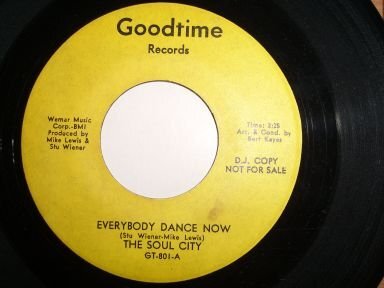 Goodtime
Records
Wemar Music
Corp.-BMI
Produced by
Mike Lewis &
Stu Wiener
Time: 2:25
Arr. & Cond. by
Bert Keyes
D.J. COPY
NOT FOR SALE
EVERYBODY DANCE NOW
(Stu Wiener-Mike Lewis)
THE SOUL CITY
GT-801-A